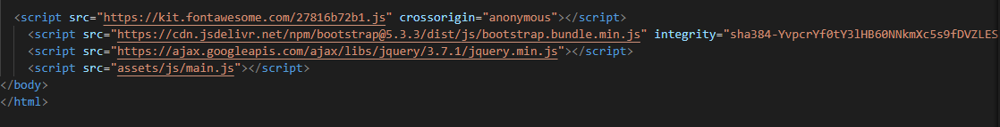 <script src="https://kit.fontawesome.com/27816b72b1.js" crossorigin="anonymous"></script>
<script src="https://cdn.jsdelivr.net/npm/bootstrap@5.3.3/dist/js/bootstrap.bundle.min.js" integrity="sha384-YvpcrYf0tY3lHB60NNkmXc5s9fDVZLES
<script src="https://ajax.googleapis.com/ajax/libs/jquery/3.7.1/jquery.min.js"></script>
<script src="assets/js/main.js"></script>
</body>
</html>